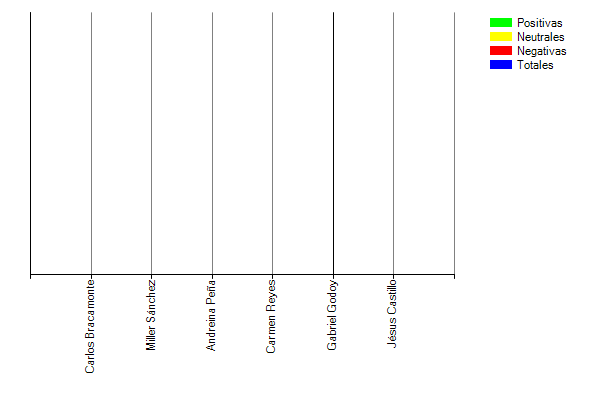 Positivas
Neutrales
Negativas
Totales
Carlos Bracamonte
Miller Sánchez
Andreina Peña
Carmen Reyes
Gabriel Godoy
Jésus Castillo